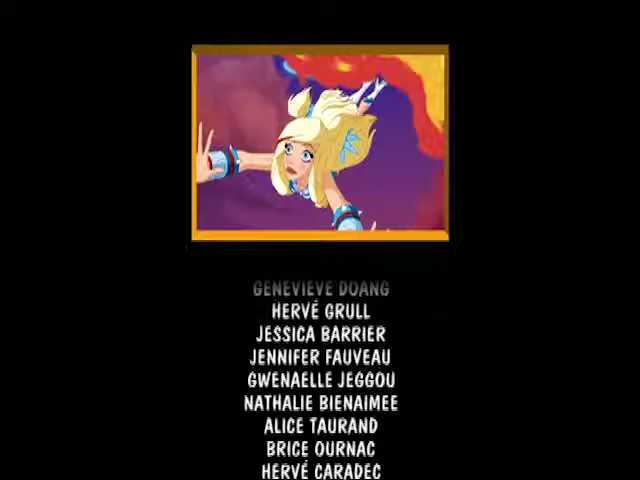 GENEVIEVE DOANG
HERVÉ GRULL
JESSICA BARRIER
JENNIFER FAUVEAU
GWENAELLE JEGGOU
NATHALIE BIENAIMEE
ALICE TAURAND
BRICE OURNAC
HERVÉ CARADEC